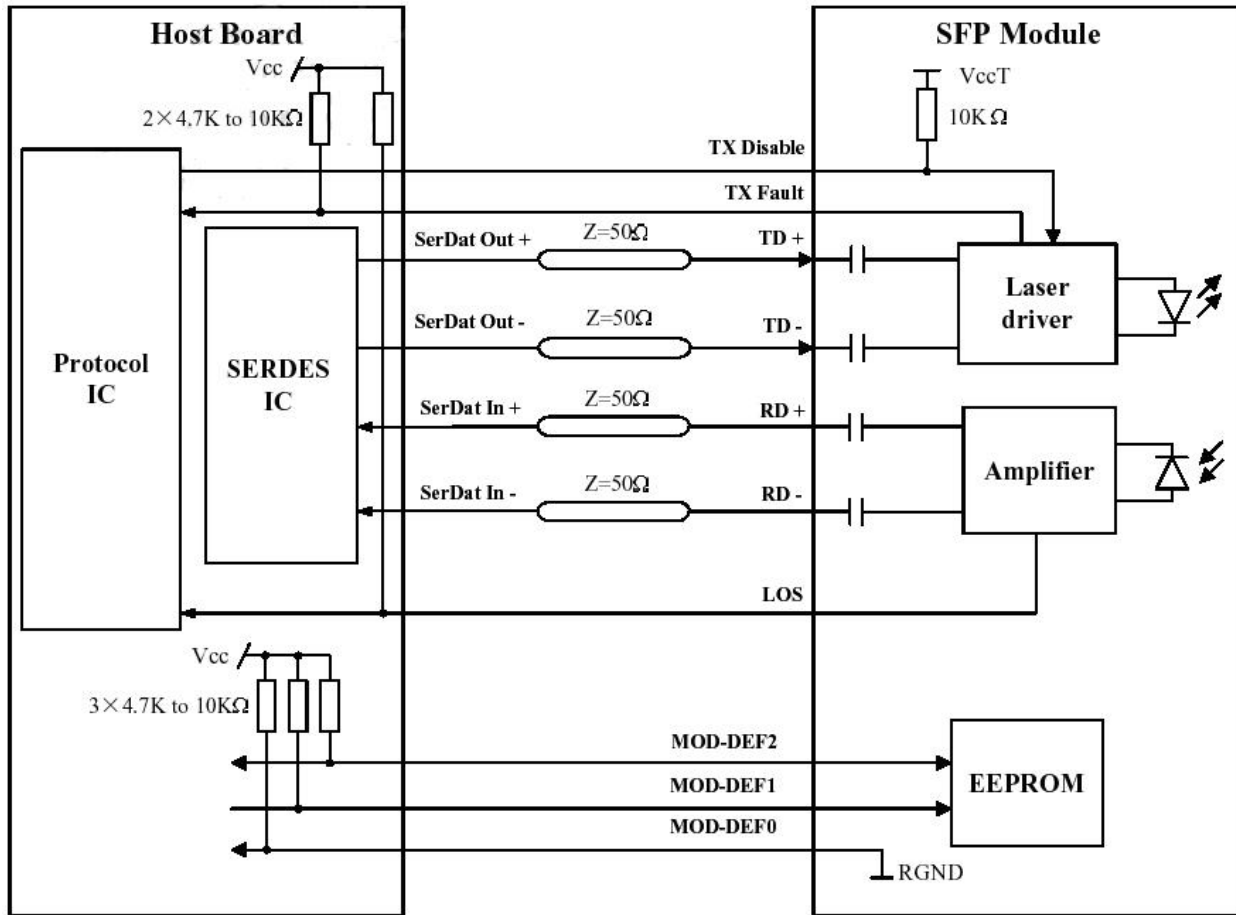 Host Board
SFP Module
Vcc
VccT
2×4.7K to 10KΩ
10KΩ
TX Disable
TX Fault
SerDat Out +
Z=50Ω
TD +
Laser
driver
SerDat Out -
Z=50Ω
TD -
Protocol
IC
SERDES
IC
SerDat In +
Z=50Ω
RD +
Amplifier
SerDat In -
Z=50Ω
RD -
LOS
Vcc
3×4.7K to 10KΩ
MOD-DEF2
MOD-DEF1
EEPROM
MOD-DEF0
RGND